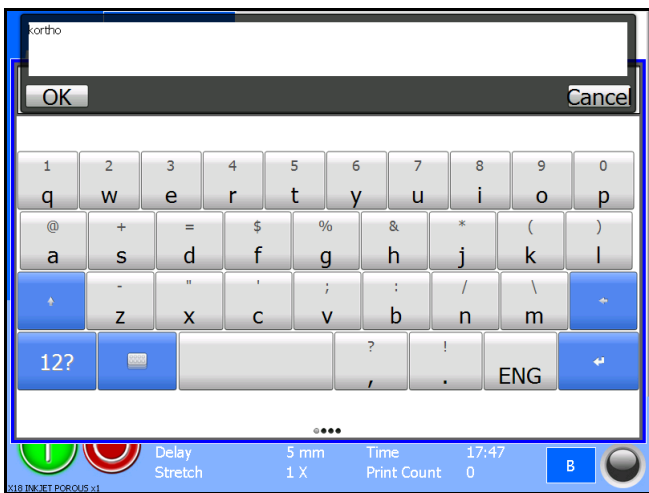 kortho
OK Cancel
1 2 3 4 5 6 7 8 9 0
q w e r t y u i o p
@ + = $ % & * ( )
a s d f g h j k l
- " ' ; : / \
z x c v b n m
12? ? , ! . ENG
Delay 5 mm Time 17:47
Stretch 1 X Print Count 0
B
X18 INKJET POROUS x1